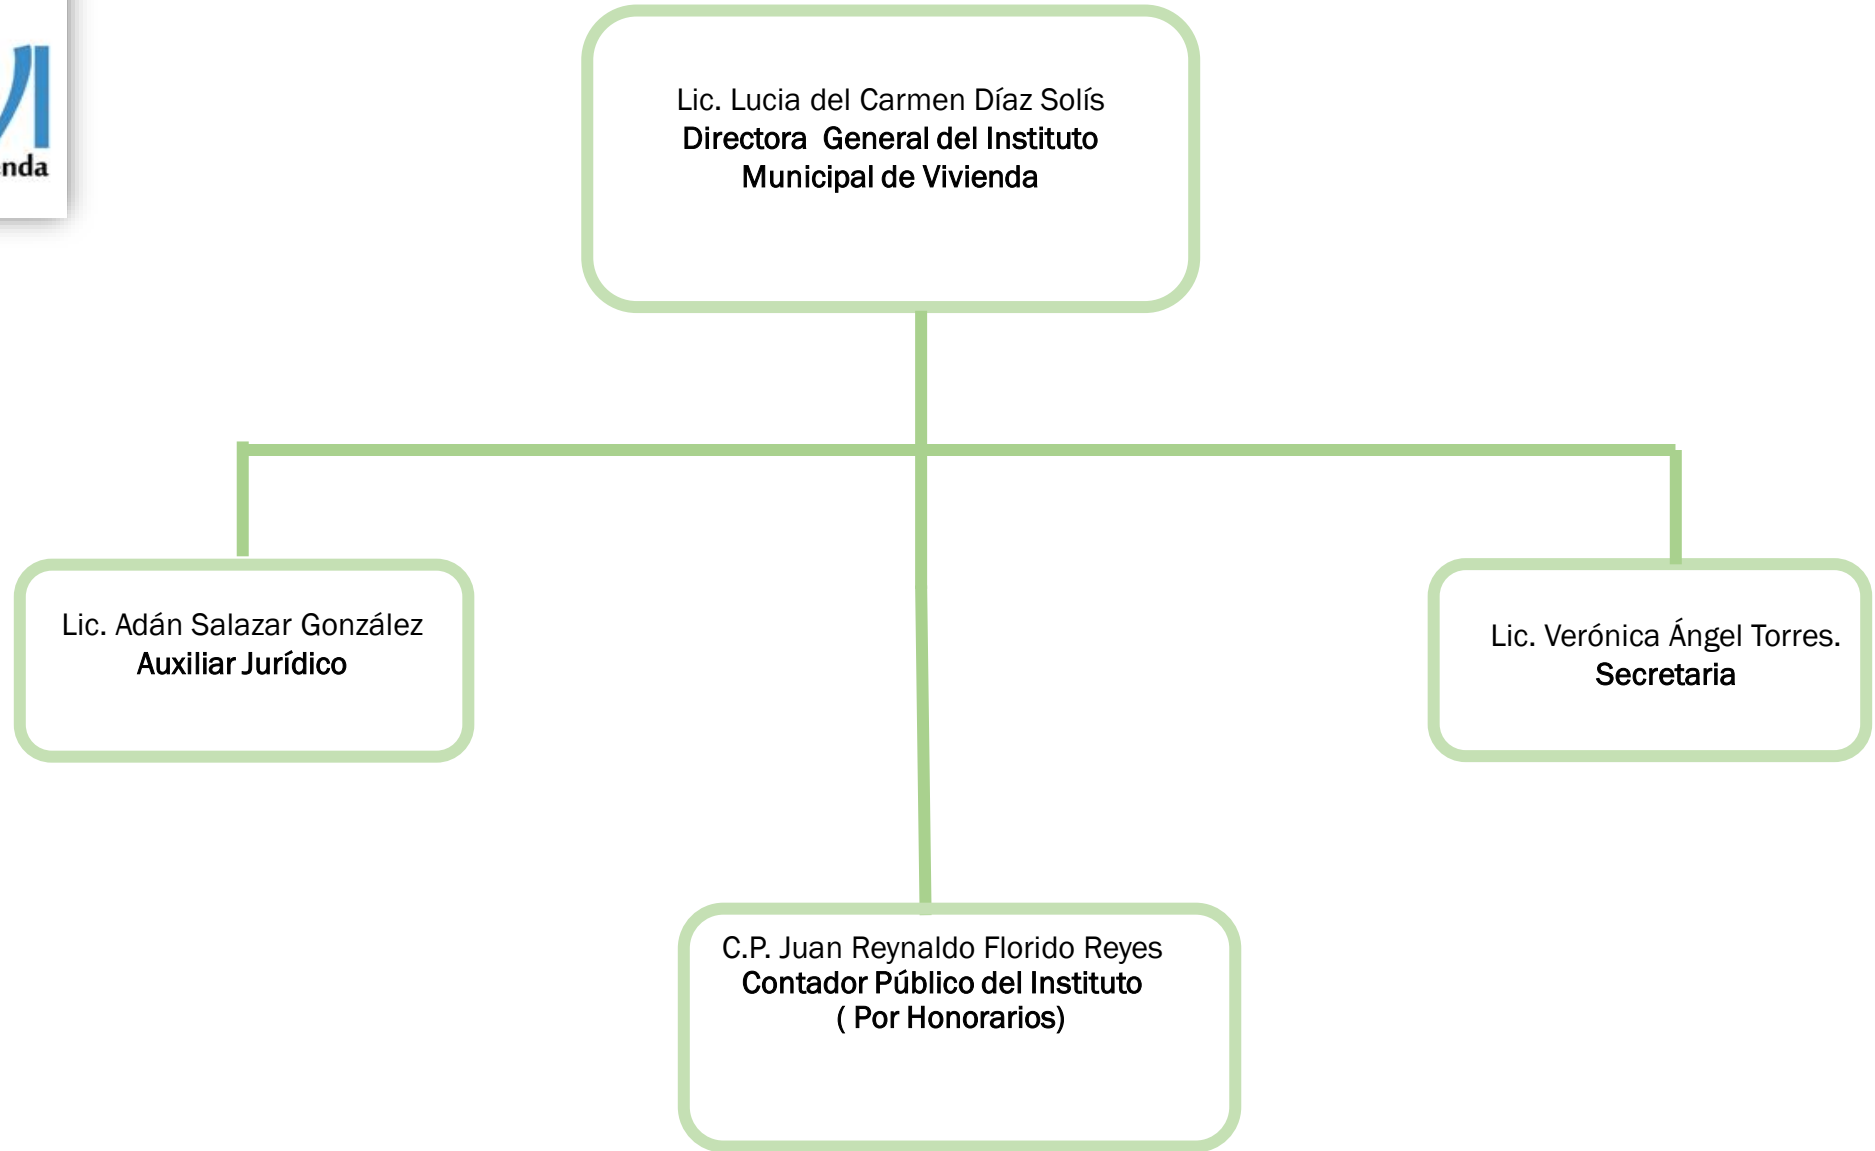 Lic. Lucia del Carmen Díaz Solís
Directora General del Instituto
Municipal de Vivienda
Lic. Adán Salazar González
Auxiliar Jurídico
Lic. Verónica Ángel Torres.
Secretaria
C.P. Juan Reynaldo Florido Reyes
Contador Público del Instituto
( Por Honorarios)